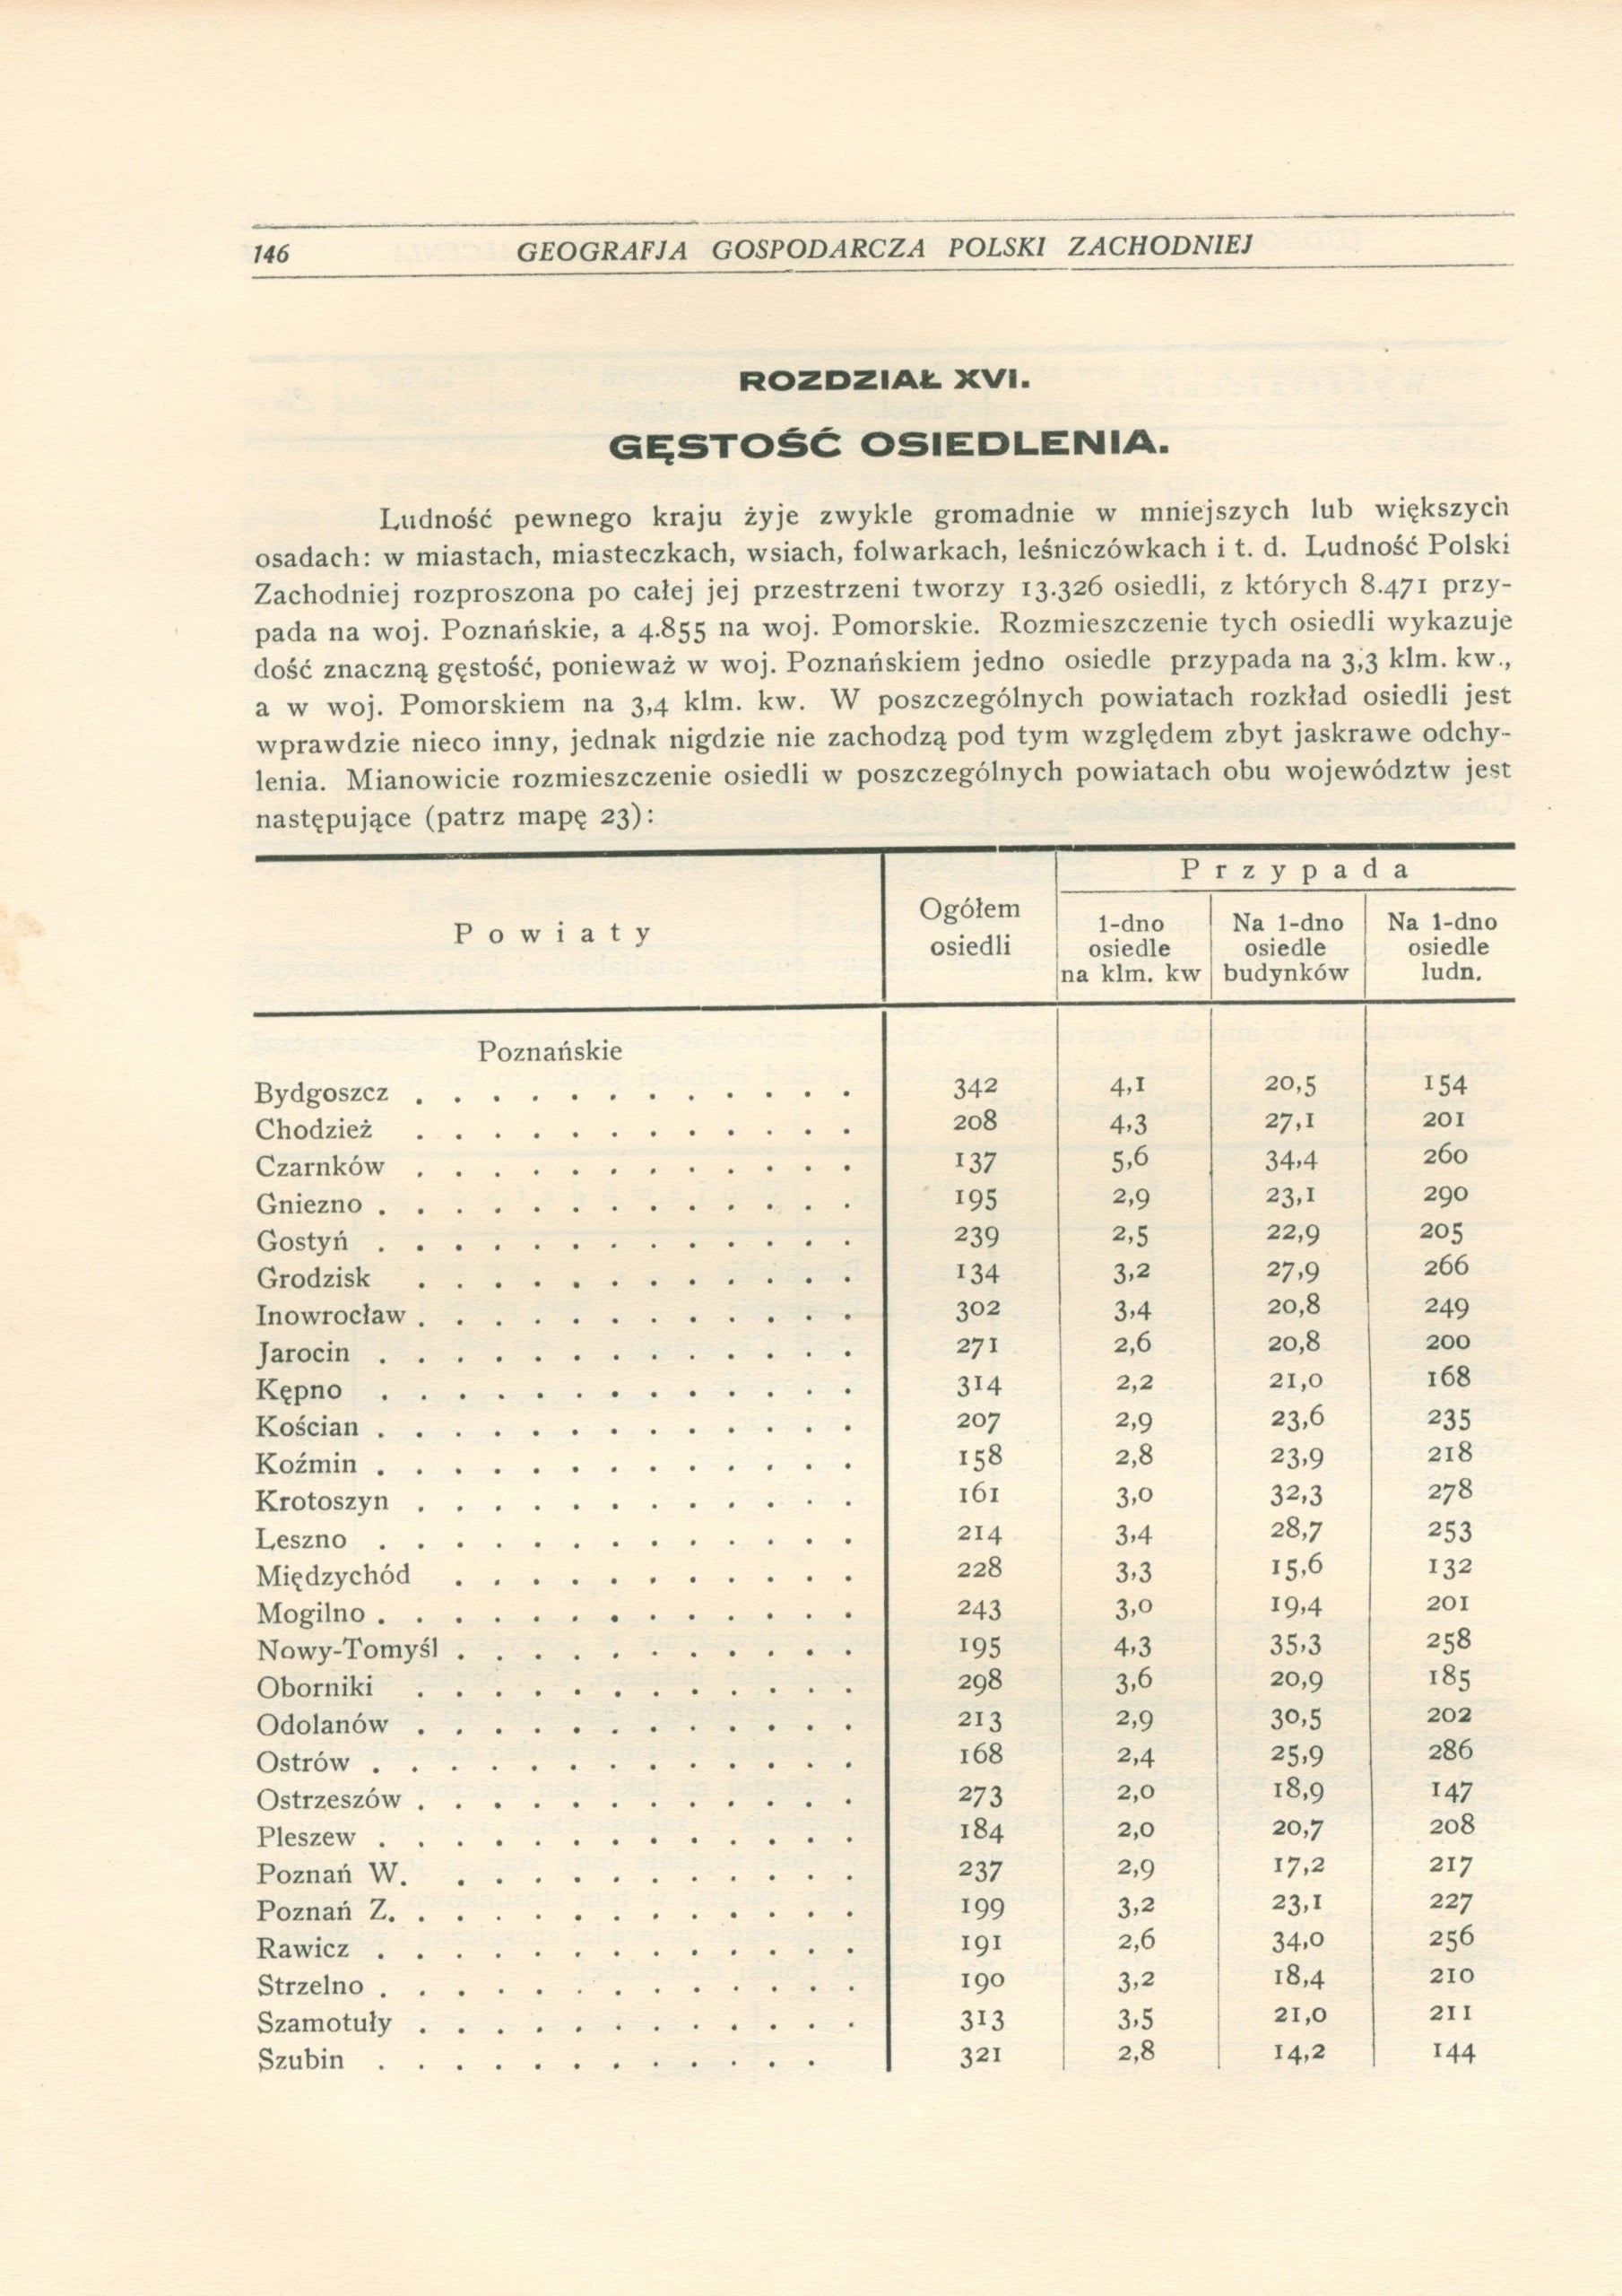 146 GEOGRAFJA GOSPODARCZA POLSKI ZACHODNIEJ
ROZDZIAŁ XVI.
GĘSTOŚĆ OSIEDLENIA.
Ludność pewnego kraju żyje zwykle gromadnie w mniejszych lub większych
osadach: w miastach, miasteczkach, wsiach, folwarkach, leśniczówkach i t. d. Ludność Polski
Zachodniej rozproszona po całej jej przestrzeni tworzy 13.326 osiedli, z których 8.471 przy-
pada na woj. Poznańskie, a 4.855 na woj. Pomorskie. Rozmieszczenie tych osiedli wykazuje
dość znaczną gęstość, ponieważ w woj. Poznańskiem jedno osiedle przypada na 3,3 klm. kw.,
a w woj. Pomorskiem na 3,4 klm. kw. W poszczególnych powiatach rozkład osiedli jest
wprawdzie nieco inny, jednak nigdzie nie zachodzą pod tym względem zbyt jaskrawe odchy-
lenia. Mianowicie rozmieszczenie osiedli w poszczególnych powiatach obu województw jest
następujące (patrz mapę 23):
Powiaty
Ogółem
osiedli
Przypada
1-dno
osiedle
na klm. kw
Na 1-dno
osiedle
budynków
Na 1-dno
osiedle
ludn.
Poznańskie
Bydgoszcz . . . . . . . . . . . . 342 4,1 20,5 154
Chodzież . . . . . . . . . . . . 208 4,3 27,1 201
Czarnków . . . . . . . . . . . . 137 5,6 34,4 260
Gniezno . . . . . . . . . . . . . 195 2,9 23,1 290
Gostyń . . . . . . . . . . . . . 239 2,5 22,9 205
Grodzisk . . . . . . . . . . . . 134 3,2 27,9 266
Inowrocław . . . . . . . . . . . . 302 3,4 20,8 249
Jarocin . . . . . . . . . . . . . 271 2,6 20,8 200
Kępno . . . . . . . . . . . . . 314 2,2 21,0 168
Kościan . . . . . . . . . . . . . 207 2,9 23,6 235
Koźmin . . . . . . . . . . . . . 158 2,8 23,9 218
Krotoszyn . . . . . . . . . . . . 161 3,0 32,3 278
Leszno . . . . . . . . . . . . . 214 3,4 28,7 253
Międzychód . . . . . . . . . . . 228 3,3 15,6 132
Mogilno . . . . . . . . . . . . . 243 3,0 19,4 201
Nowy-Tomyśl . . . . . . . . . . . 195 4,3 35,3 258
Oborniki . . . . . . . . . . . . 298 3,6 20,9 185
Odolanów . . . . . . . . . . . . 213 2,9 30,5 202
Ostrów . . . . . . . . . . . . . 168 2,4 25,9 286
Ostrzeszów . . . . . . . . . . . . 273 2,0 18,9 147
Pleszew . . . . . . . . . . . . . 184 2,0 20,7 208
Poznań W. . . . . . . . . . . . 237 2,9 17,2 217
Poznań Z. . . . . . . . . . . . . 199 3,2 23,1 227
Rawicz . . . . . . . . . . . . . 191 2,6 34,0 256
Strzelno . . . . . . . . . . . . . 190 3,2 18,4 210
Szamotuły . . . . . . . . . . . . 313 3,5 21,0 211
Szubin . . . . . . . . . . . . 321 2,8 14,2 144